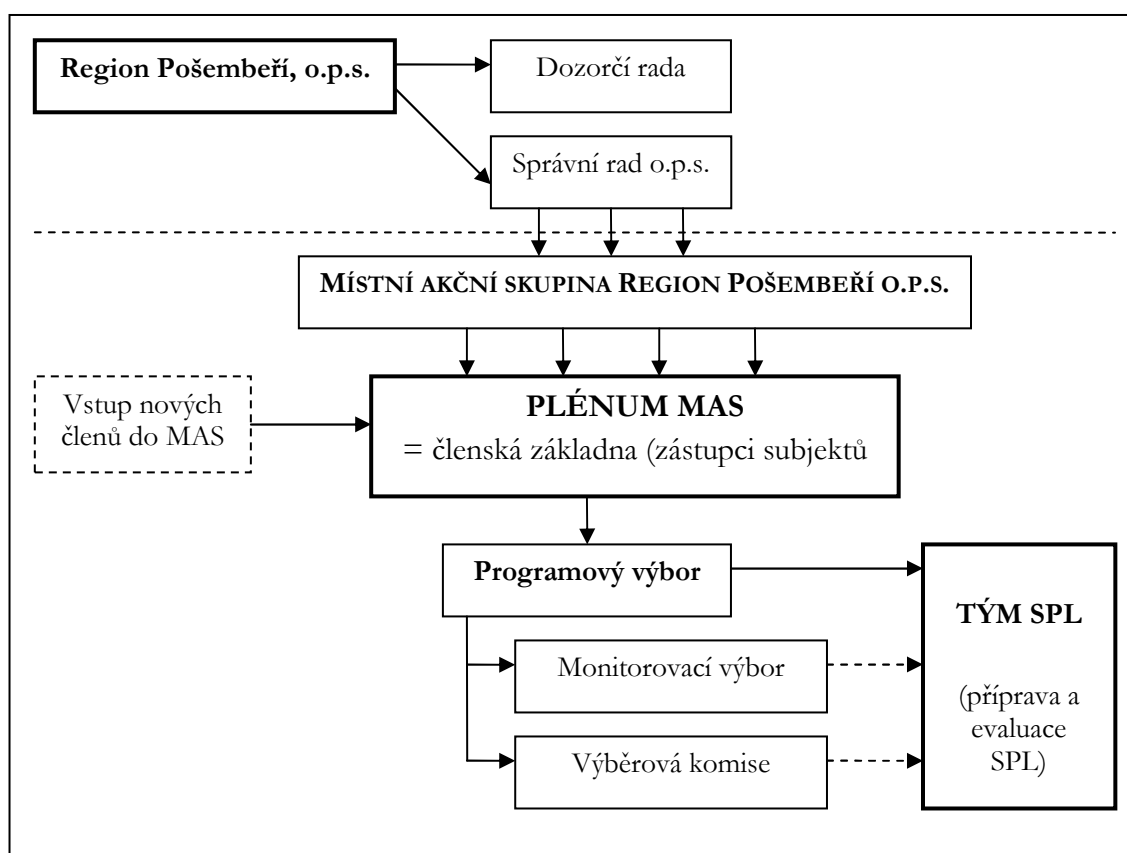 Region Pošembeří, o.p.s.
Dozorčí rada
Správní rad o.p.s.
MÍSTNÍ AKČNÍ SKUPINA REGION POŠEMBEŘÍ O.P.S.
Vstup nových
členů do MAS
PLÉNUM MAS
= členská základna (zástupci subjektů
Programový výbor
Monitorovací výbor
Výběrová komise
TÝM SPL
(příprava a
evaluace
SPL)